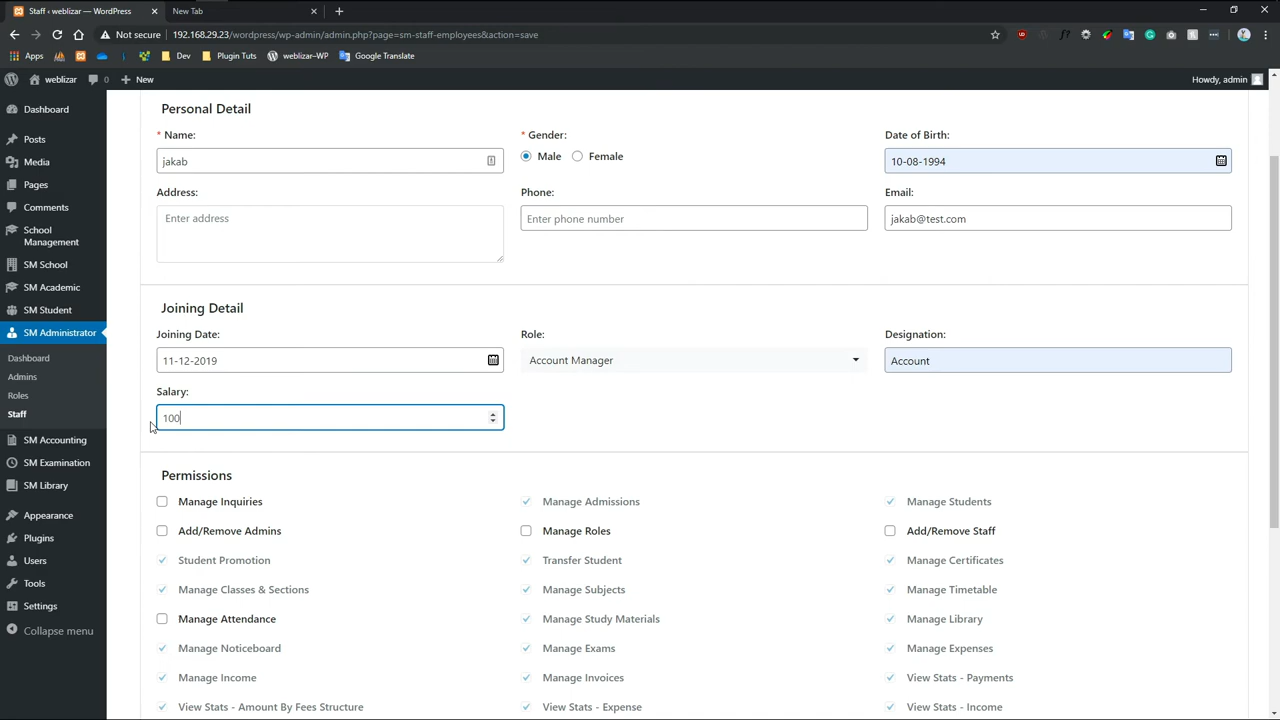 Staff ‹ weblizar — WordPress
New Tab
Not secure
192.168.29.23/wordpress/wp-admin/admin.php?page=sm-staff-employees&action=save
Apps
Dev
Plugin Tuts
weblizar-WP
Google Translate
weblizar
0
New
Howdy, admin
Dashboard
Posts
Media
Pages
Comments
School
Management
SM School
SM Academic
SM Student
SM Administrator
Dashboard
Admins
Roles
Staff
SM Accounting
SM Examination
SM Library
Appearance
Plugins
Users
Tools
Settings
Collapse menu
Personal Detail
* Name:
* Gender:
Date of Birth:
jakab
Male
Female
10-08-1994
Address:
Phone:
Email:
Enter address
Enter phone number
jakab@test.com
Joining Detail
Joining Date:
Role:
Designation:
11-12-2019
Account Manager
Account
Salary:
100
Permissions
Manage Inquiries
Manage Admissions
Manage Students
Add/Remove Admins
Manage Roles
Add/Remove Staff
Student Promotion
Transfer Student
Manage Certificates
Manage Classes & Sections
Manage Subjects
Manage Timetable
Manage Attendance
Manage Study Materials
Manage Library
Manage Noticeboard
Manage Exams
Manage Expenses
Manage Income
Manage Invoices
View Stats - Payments
View Stats - Amount By Fees Structure
View Stats - Expense
View Stats - Income